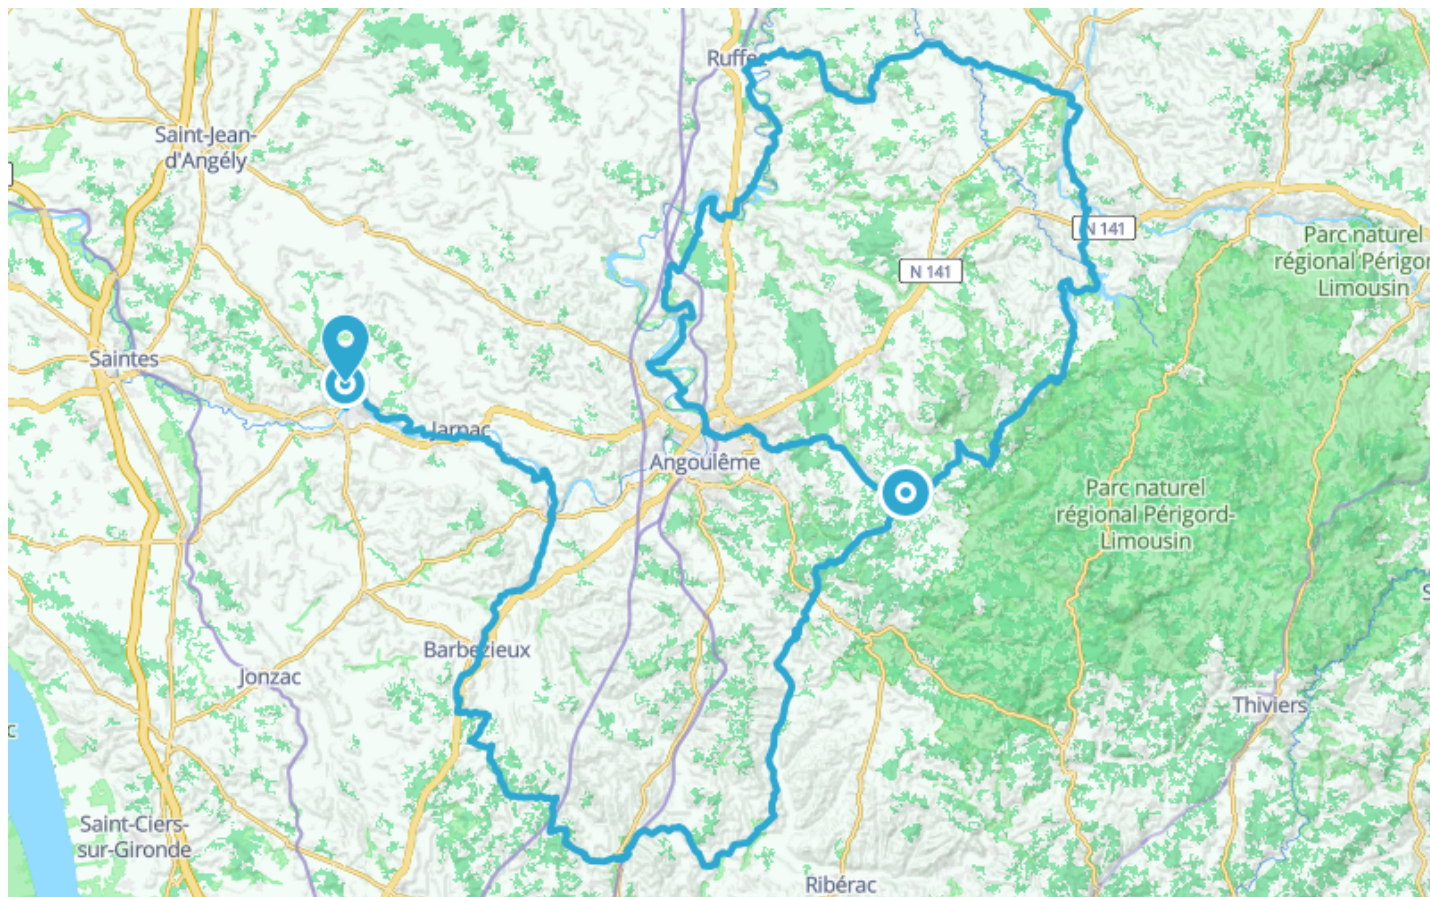 Ruffec
Saint-Jean-
d'Angély
N 141
Parc naturel
régional Périgor
Limousin
N 141
Saintes
Jarnac
Angoulême
Parc naturel
régional Périgord-
Limousin
Barbezieux
Jonzac
Thiviers
S
c
Saint-Ciers-
sur-Gironde
Ribérac